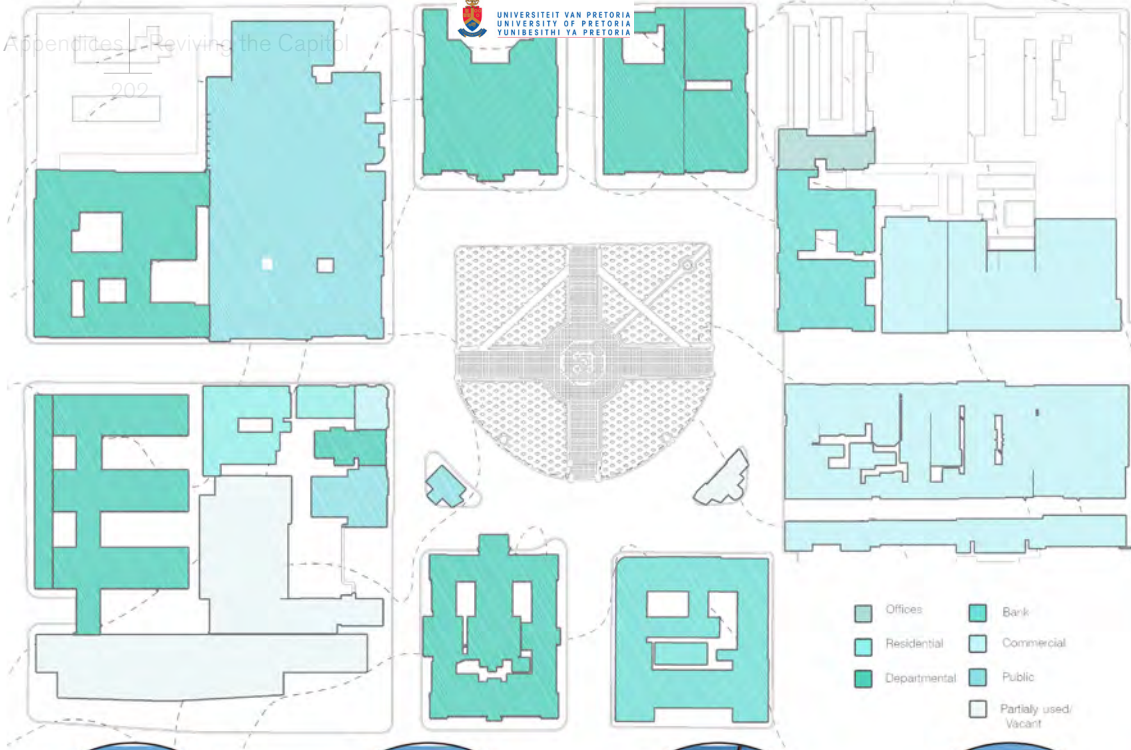 UNIVERSITEIT VAN PRETORIA
UNIVERSITY OF PRETORIA
YUNIBESITHI YA PRETORIA
Appendices | Reviving the Capitol
202
Offices
Residential
Departmental
Bank
Commercial
Public
Partialy used/
Vacant